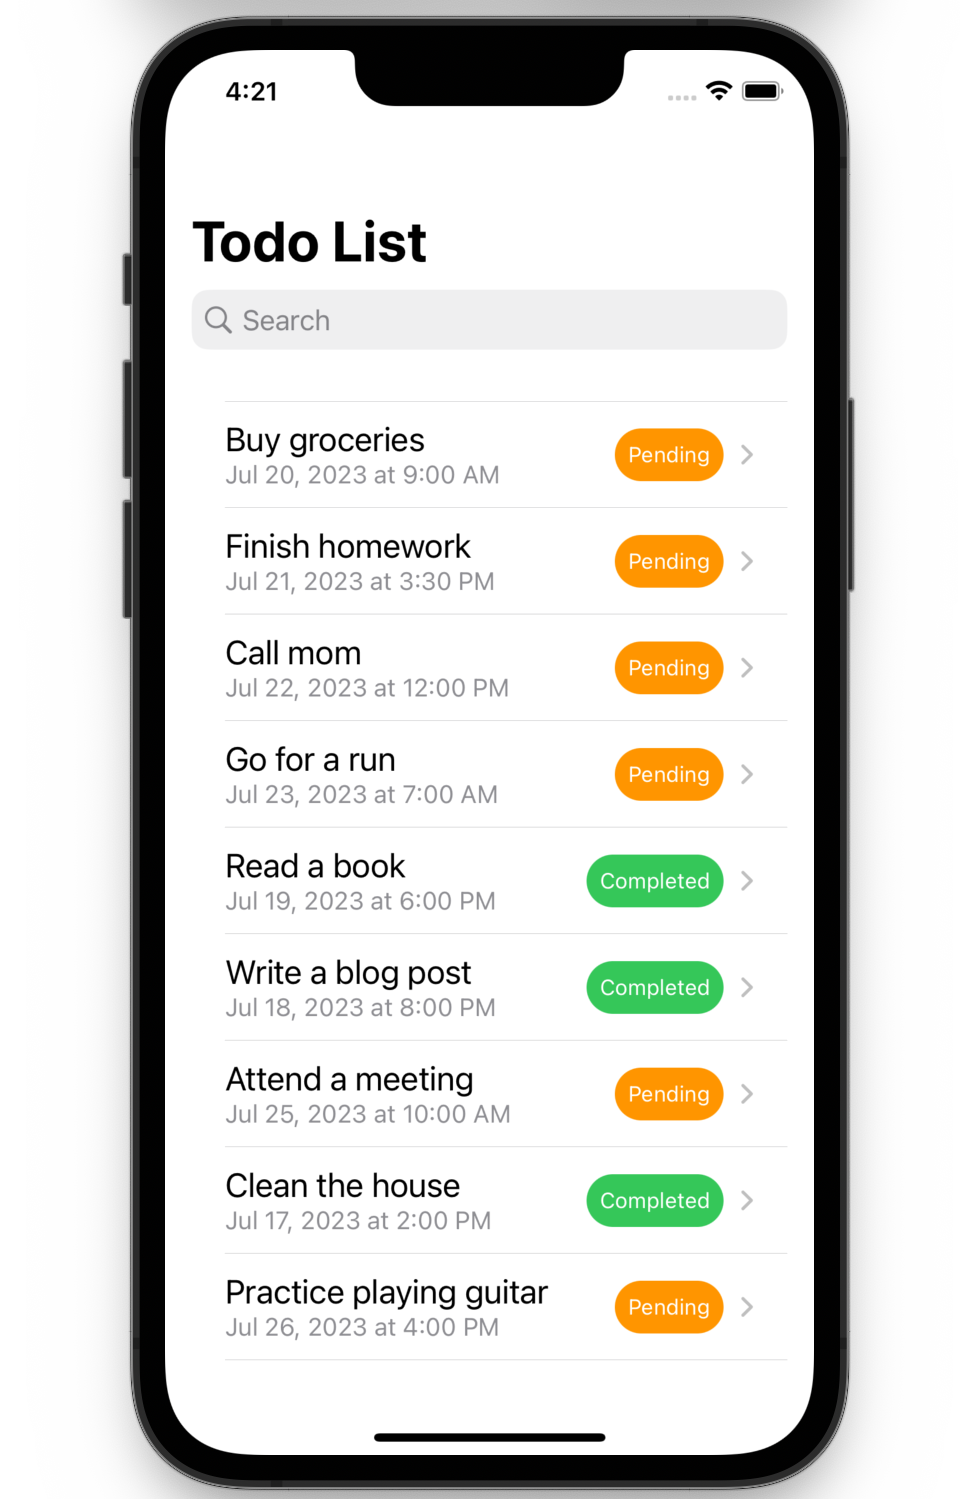 4:21
Todo List
Search
Buy groceries
Jul 20, 2023 at 9:00 AM
Pending
Finish homework
Jul 21, 2023 at 3:30 PM
Pending
Call mom
Jul 22, 2023 at 12:00 PM
Pending
Go for a run
Jul 23, 2023 at 7:00 AM
Pending
Read a book
Jul 19, 2023 at 6:00 PM
Completed
Write a blog post
Jul 18, 2023 at 8:00 PM
Completed
Attend a meeting
Jul 25, 2023 at 10:00 AM
Pending
Clean the house
Jul 17, 2023 at 2:00 PM
Completed
Practice playing guitar
Jul 26, 2023 at 4:00 PM
Pending